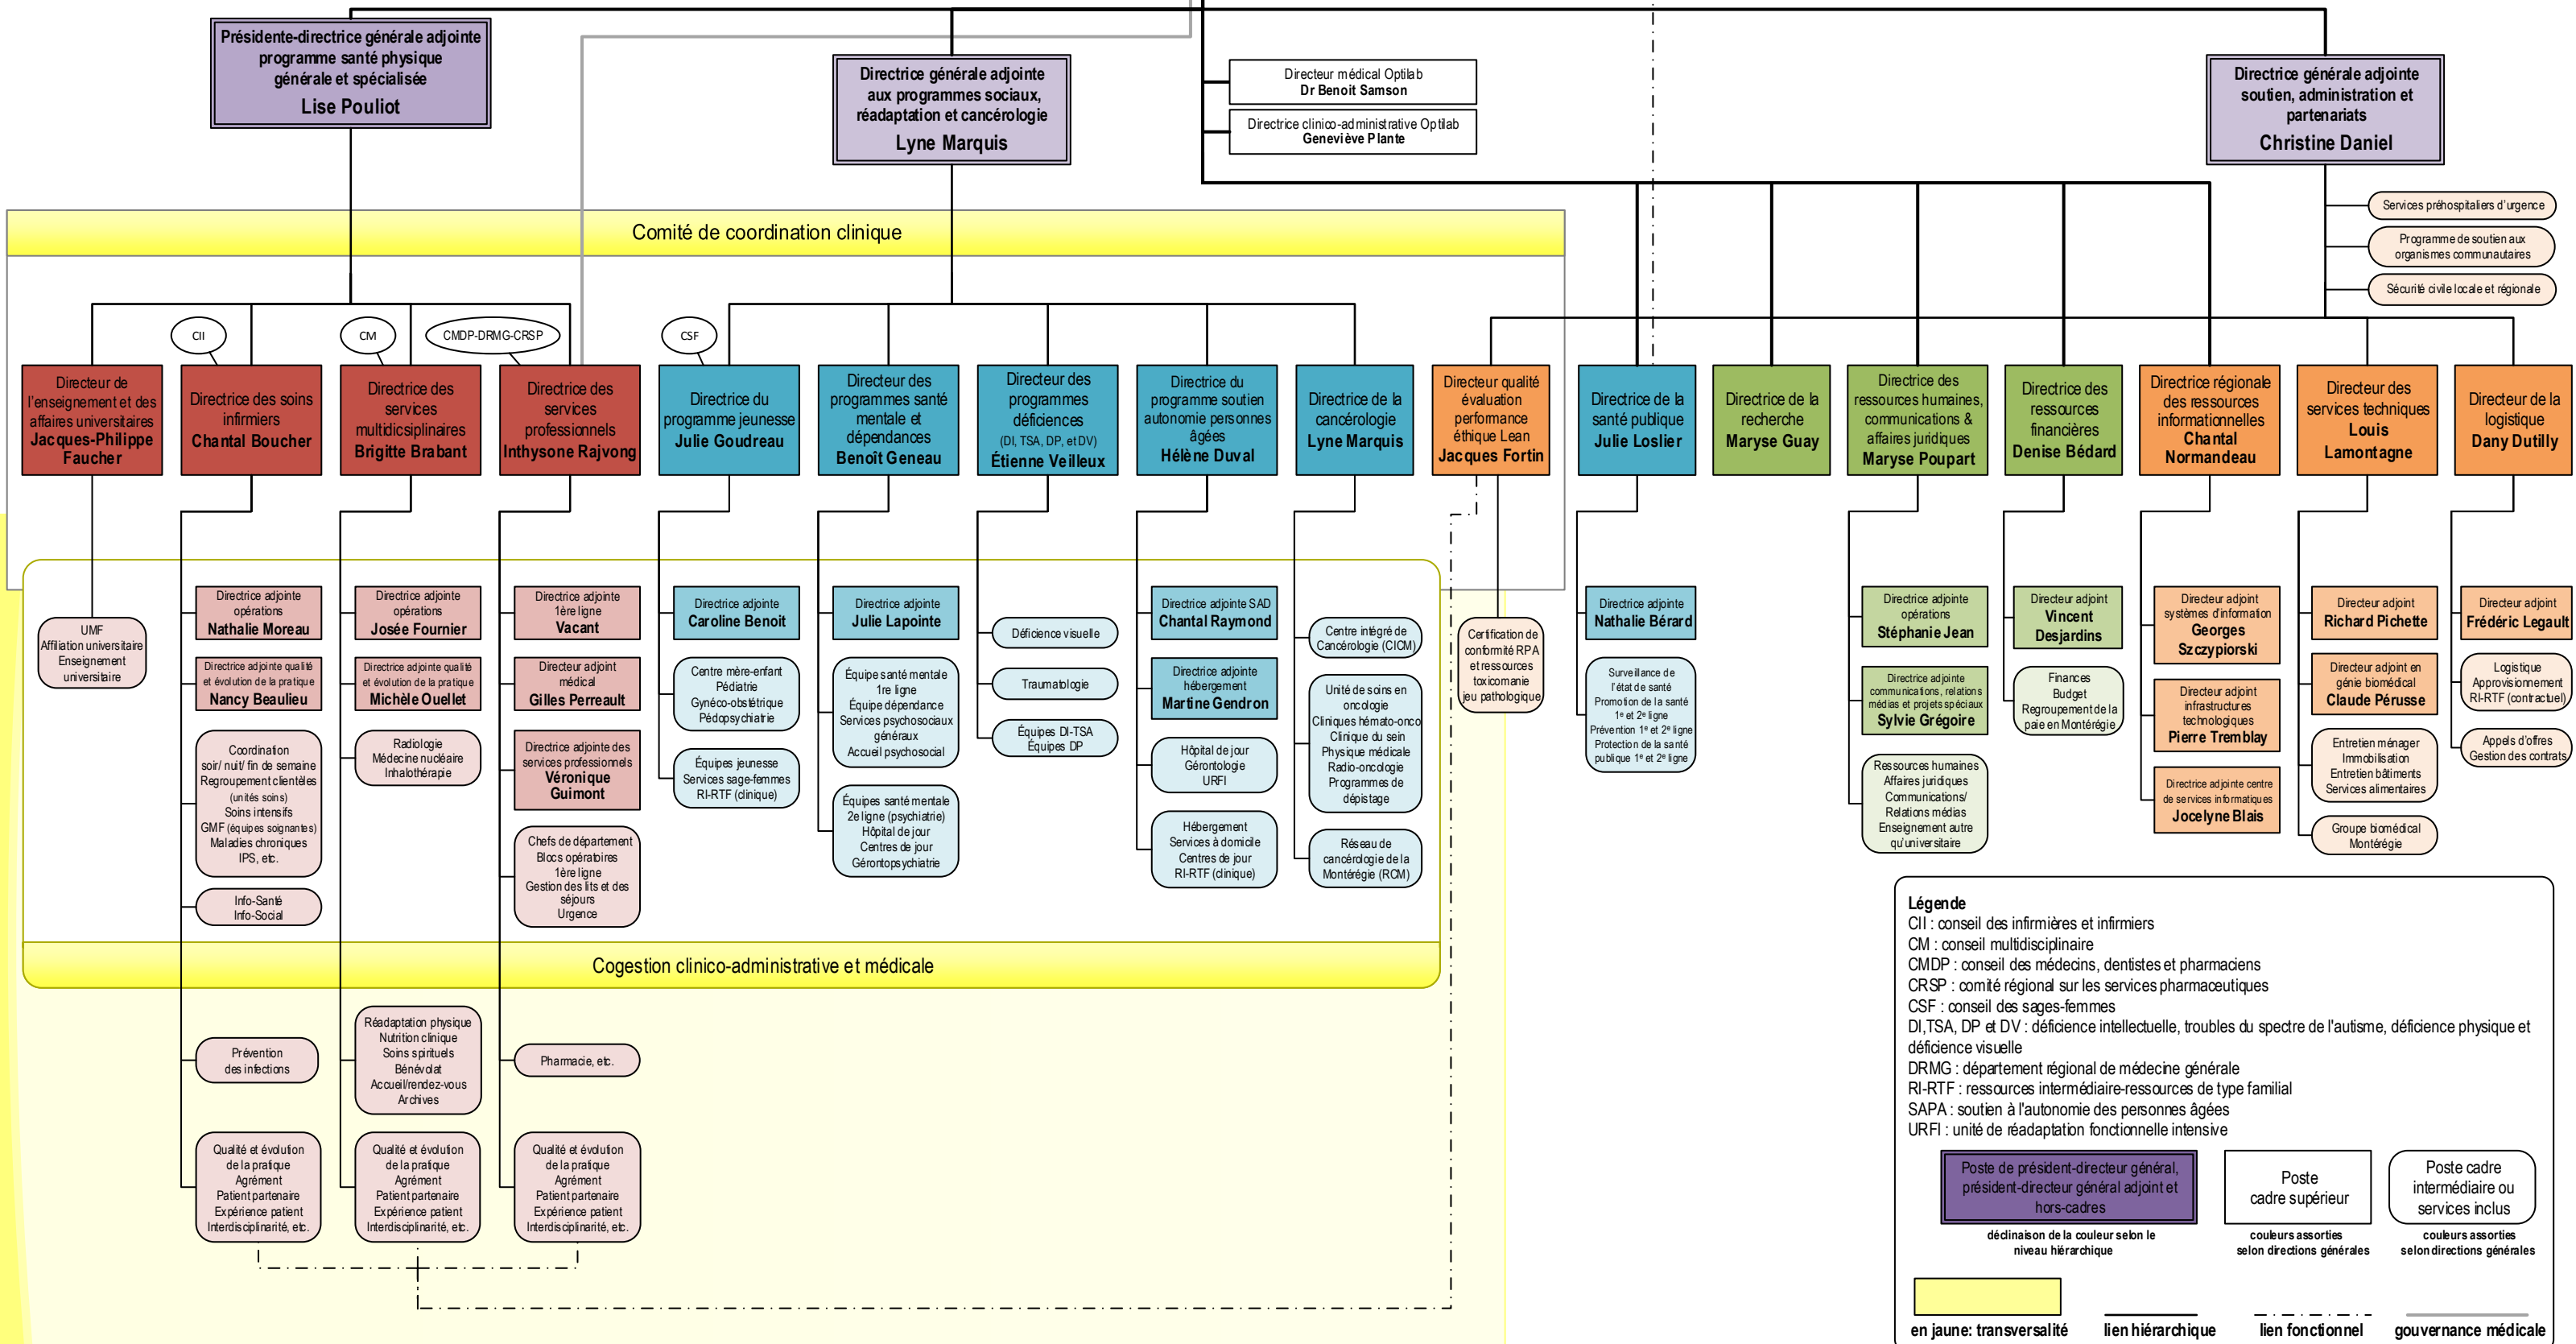 Présidente-directrice générale adjointe
programme santé physique
générale et spécialisée
Lise Pouliot
Directrice générale adjointe
aux programmes sociaux,
réadaptation et cancérologie
Lyne Marquis
Directeur médical Optilab
Dr Benoit Samson
Directrice clinico-administrative Optilab
Geneviève Plante
Directrice générale adjointe
soutien, administration et
partenariats
Christine Daniel
Services préhospitaliers d'urgence
Programme de soutien aux
organismes communautaires
Sécurité civile locale et régionale
Comité de coordination clinique
CII
CM
CMDP-DRMG-CRSP
CSF
Directeur de
l'enseignement et des
affaires universitaires
Jacques-Philippe
Faucher
Directrice des soins
infirmiers
Chantal Boucher
Directrice des
services
multidicsiplinaires
Brigitte Brabant
Directrice des
services
professionnels
Inthysone Rajvong
Directrice du
programme jeunesse
Julie Goudreau
Directeur des
programmes santé
mentale et
dépendances
Benoît Geneau
Directeur des
programmes
déficiences
(DI, TSA, DP, et DV)
Étienne Veilleux
Directrice du
programme soutien
autonomie personnes
âgées
Hélène Duval
Directrice de la
cancérologie
Lyne Marquis
Directeur qualité
évaluation
performance
éthique Lean
Jacques Fortin
Directrice de la
santé publique
Julie Loslier
Directrice de la
recherche
Maryse Guay
Directrice des
ressources humaines,
communications &
affaires juridiques
Maryse Poupart
Directrice des
ressources
financières
Denise Bédard
Directrice régionale
des ressources
informationnelles
Chantal
Normandeau
Directeur des
services techniques
Louis
Lamontagne
Directeur de la
logistique
Dany Dutilly
UMF
Affiliation universitaire
Enseignement
universitaire
Directrice adjointe
opérations
Nathalie Moreau
Directrice adjointe qualité
et évolution de la pratique
Nancy Beaulieu
Coordination
soir/ nuit/ fin de semaine
Regroupement clientèles
(unités soins)
Soins intensifs
GMF (équipes soignantes)
Maladies chroniques
IPS, etc.
Info-Santé
Info-Social
Directrice adjointe
opérations
Josée Fournier
Directrice adjointe qualité
et évolution de la pratique
Michèle Ouellet
Radiologie
Médecine nucléaire
Inhalothérapie
Directrice adjointe
1ère ligne
Vacant
Directeur adjoint
médical
Gilles Perreault
Directrice adjointe des
services professionnels
Véronique
Guimont
Chefs de département
Blocs opératoires
1ère ligne
Gestion des lits et des
séjours
Urgence
Directrice adjointe
Caroline Benoit
Centre mère-enfant
Pédiatrie
Gynéco-obstétrique
Pédopsychiatrie
Équipes jeunesse
Services sage-femmes
RI-RTF (clinique)
Directrice adjointe
Julie Lapointe
Équipe santé mentale
1re ligne
Équipe dépendance
Services psychosociaux
généraux
Accueil psychosocial
Équipes santé mentale
2e ligne (psychiatrie)
Hôpital de jour
Centres de jour
Gérontopsychiatrie
Déficience visuelle
Traumatologie
Équipes DI-TSA
Équipes DP
Directrice adjointe SAD
Chantal Raymond
Directrice adjointe
hébergement
Martine Gendron
Hôpital de jour
Gérontologie
URFI
Hébergement
Services à domicile
Centres de jour
RI-RTF (clinique)
Centre intégré de
Cancérologie (CICM)
Unité de soins en
oncologie
Cliniques hémato-onco
Clinique du sein
Physique médicale
Radio-oncologie
Programmes de
dépistage
Réseau de
cancérologie de la
Montérégie (RCM)
Certification de
conformité RPA
et ressources
toxicomanie
jeu pathologique
Directrice adjointe
Nathalie Bérard
Surveillance de
l'état de santé
Promotion de la santé
1e et 2e ligne
Prévention 1e et 2e ligne
Protection de la santé
publique 1e et 2e ligne
Directrice adjointe
opérations
Stéphanie Jean
Directrice adjointe
communications, relations
médias et projets spéciaux
Sylvie Grégoire
Ressources humaines
Affaires juridiques
Communications/
Relations médias
Enseignement autre
qu'universitaire
Directeur adjoint
Vincent
Desjardins
Finances
Budget
Regroupement de la
paie en Montérégie
Directeur adjoint
systèmes d'information
Georges
Szczypiorski
Directeur adjoint
infrastructures
technologiques
Pierre Tremblay
Directrice adjointe centre
de services informatiques
Jocelyne Blais
Directeur adjoint
Richard Pichette
Directeur adjoint en
génie biomédical
Claude Pérusse
Entretien ménager
Immobilisation
Entretien bâtiments
Services alimentaires
Groupe biomédical
Montérégie
Directeur adjoint
Frédéric Legault
Logistique
Approvisionnement
RI-RTF (contractuel)
Appels d'offres
Gestion des contrats
Cogestion clinico-administrative et médicale
Prévention
des infections
Réadaptation physique
Nutrition clinique
Soins spirituels
Bénévolat
Accueil/rendez-vous
Archives
Pharmacie, etc.
Qualité et évolution
de la pratique
Agrément
Patient partenaire
Expérience patient
Interdisciplinarité, etc.
Qualité et évolution
de la pratique
Agrément
Patient partenaire
Expérience patient
Interdisciplinarité, etc.
Qualité et évolution
de la pratique
Agrément
Patient partenaire
Expérience patient
Interdisciplinarité, etc.
Légende
CII : conseil des infirmières et infirmiers
CM : conseil multidisciplinaire
CMDP : conseil des médecins, dentistes et pharmaciens
CRSP : comité régional sur les services pharmaceutiques
CSF : conseil des sages-femmes
DI,TSA, DP et DV : déficience intellectuelle, troubles du spectre de l'autisme, déficience physique et
déficience visuelle
DRMG : département régional de médecine générale
RI-RTF : ressources intermédiaire-ressources de type familial
SAPA : soutien à l'autonomie des personnes âgées
URFI : unité de réadaptation fonctionnelle intensive
Poste de président-directeur général,
président-directeur général adjoint et
hors-cadres
déclinaison de la couleur selon le
niveau hiérarchique
Poste
cadre supérieur
couleurs assorties
selon directions générales
Poste cadre
intermédiaire ou
services inclus
couleurs assorties
selon directions générales
en jaune: transversalité
lien hiérarchique
lien fonctionnel
gouvernance médicale